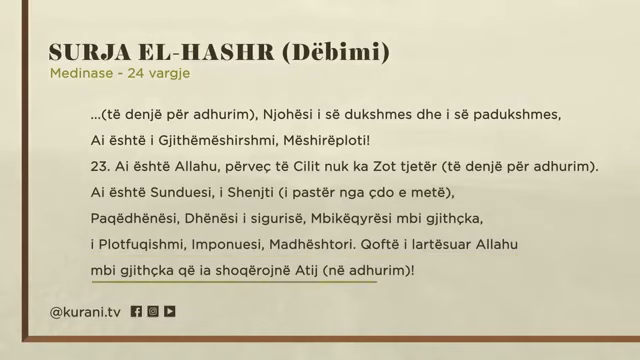 SURJA EL-HASHR (Dëbimi)
Medinase - 24 vargje
...(të denjë për adhurim), Njohësi i së dukshmes dhe i së padukshmes,
Ai është i Gjithëmëshirshmi, Mëshirëploti!
23. Ai është Allahu, përveç të Cilit nuk ka Zot tjetër (të denjë për adhurim).
Ai është Sunduesi, i Shenjti (i pastër nga çdo e metë),
Paqëdhënësi, Dhënësi i sigurisë, Mbikëqyrësi mbi gjithçka,
i Plotfuqishmi, Imponuesi, Madhështori. Qoftë i lartësuar Allahu
mbi gjithçka që ia shoqërojnë Atij (në adhurim)!
@kurani.tv